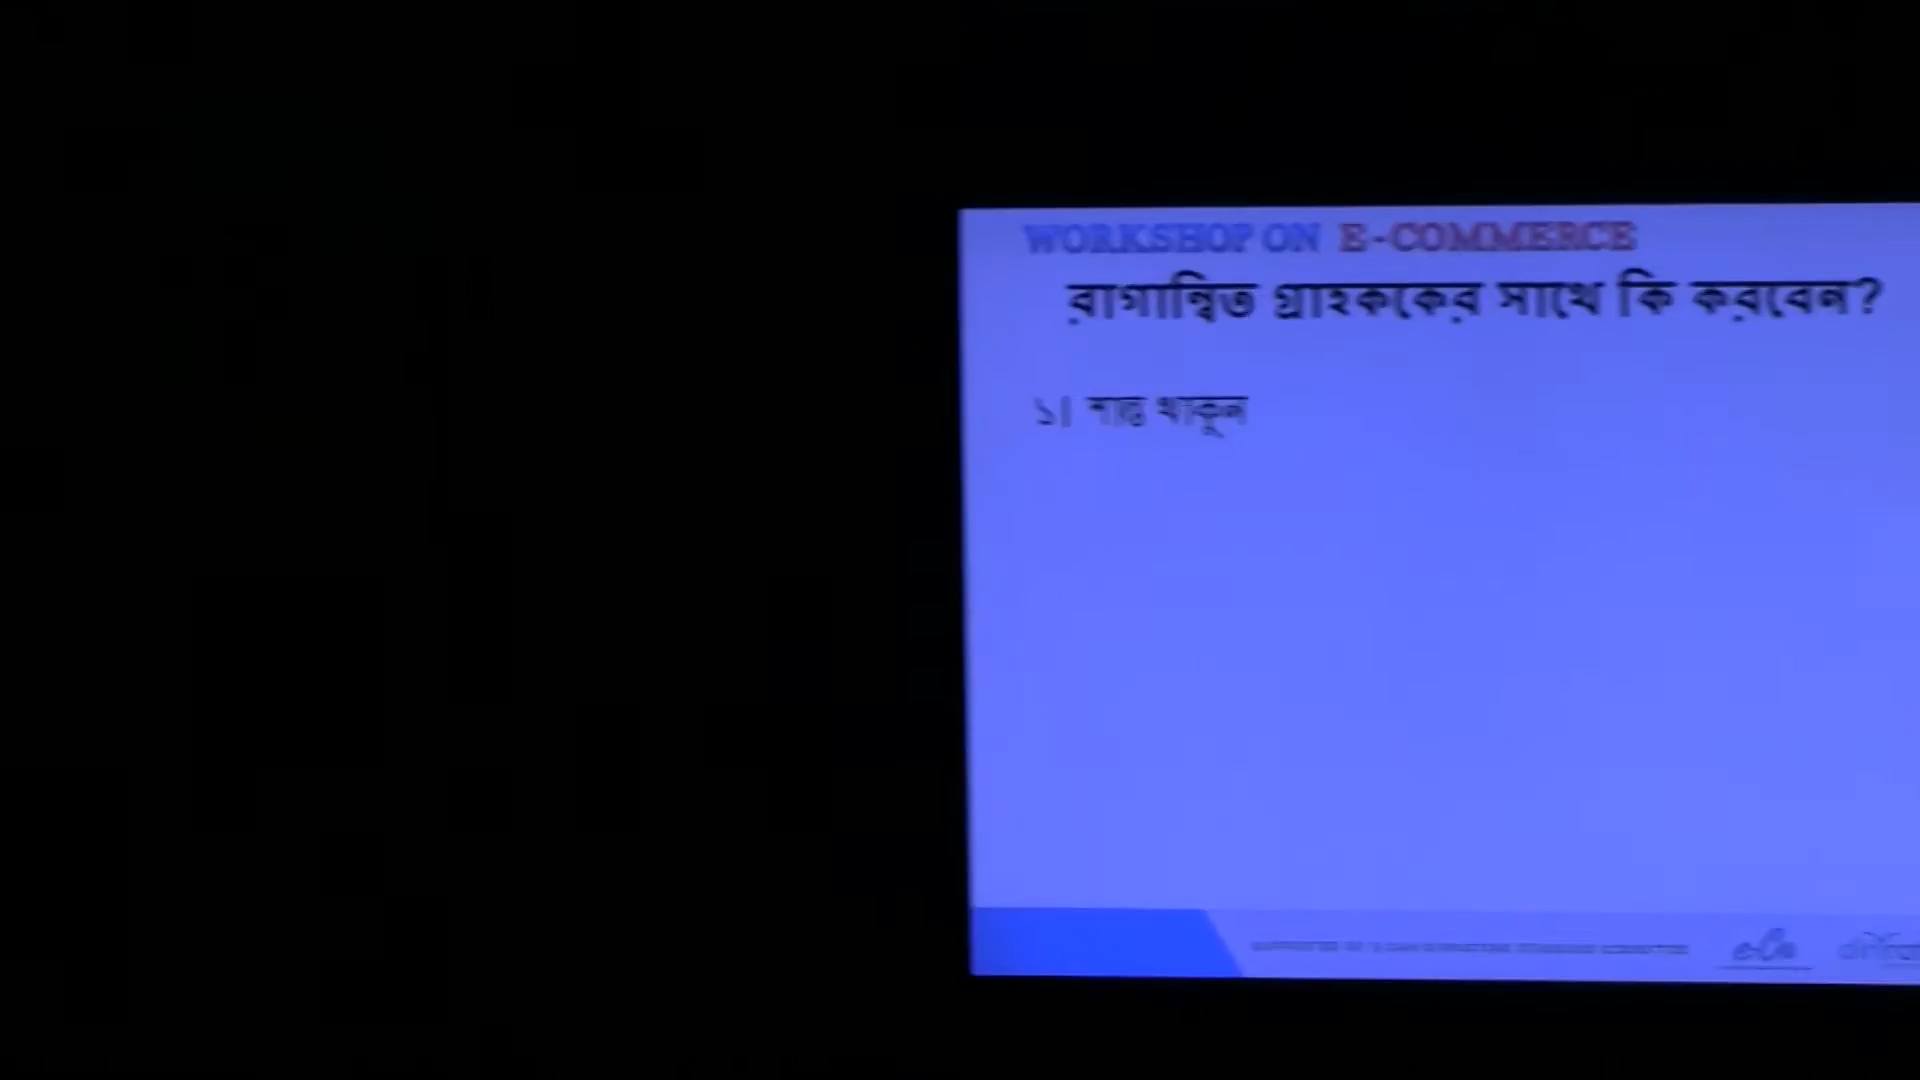 WORKSHOP ON E-COMMERCE
রাগান্বিত গ্রাহককের সাথে কি করবেন?
১। শান্ত থাকুন